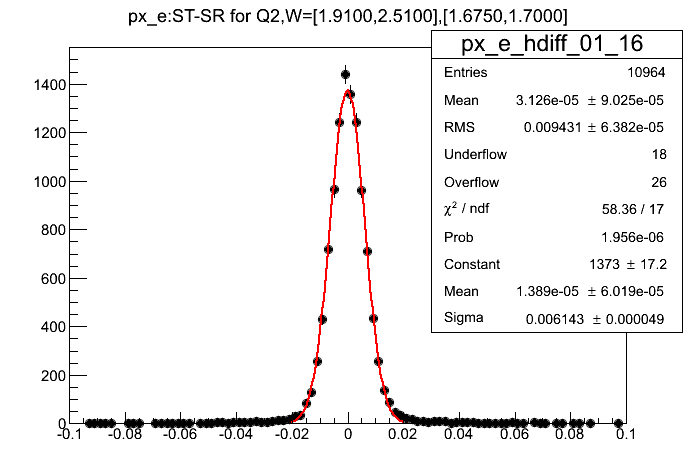 px_e:ST-SR for Q2,W=[1.9100,2.5100],[1.6750,1.7000]
px_e_hdiff_01_16
Entries 10964
Mean 3.126e-05 ± 9.025e-05
RMS 0.009431 ± 6.382e-05
Underflow 18
Overflow 26
χ² / ndf 58.36 / 17
Prob 1.956e-06
Constant 1373 ± 17.2
Mean 1.389e-05 ± 6.019e-05
Sigma 0.006143 ± 0.000049
1400
1200
1000
800
600
400
200
0
-0.1 -0.08 -0.06 -0.04 -0.02 0 0.02 0.04 0.06 0.08 0.1